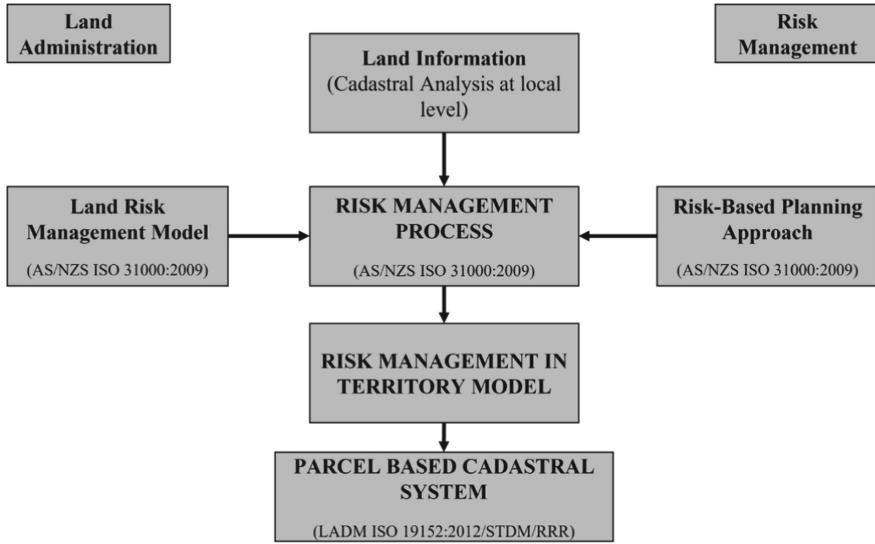 Land
Administration
Risk
Management
Land Information
(Cadastral Analysis at local
level)
Land Risk
Management Model
(AS/NZS ISO 31000:2009)
RISK MANAGEMENT
PROCESS
(AS/NZS ISO 31000:2009)
Risk-Based Planning
Approach
(AS/NZS ISO 31000:2009)
RISK MANAGEMENT IN
TERRITORY MODEL
PARCEL BASED CADASTRAL
SYSTEM
(LADM ISO 19152:2012/STDM/RRR)